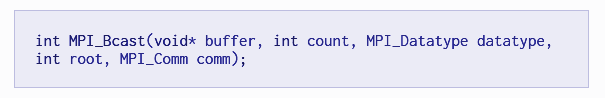 int MPI_Bcast(void* buffer, int count, MPI_Datatype datatype,
int root, MPI_Comm comm);